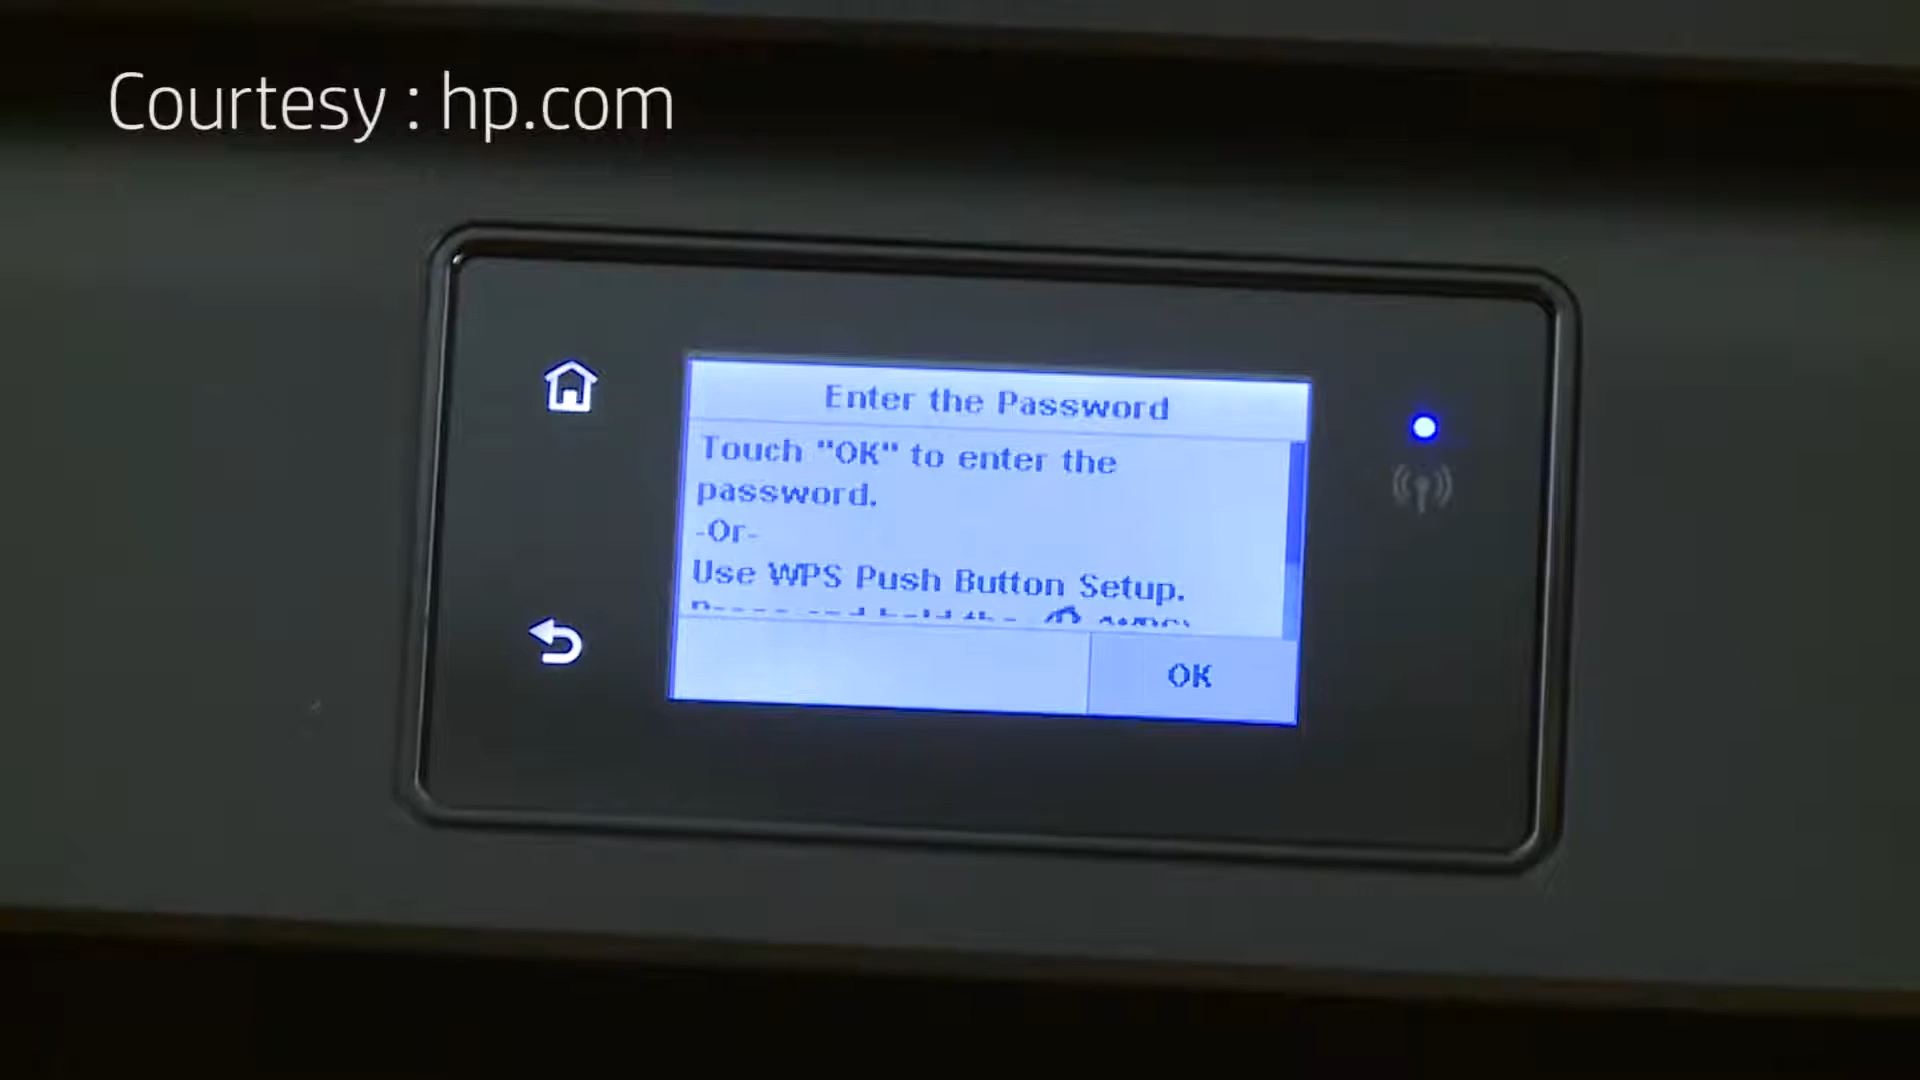 Courtesy : hp.com
Enter the Password
Touch "OK" to enter the
password.
-Or-
Use WPS Push Button Setup.
OK